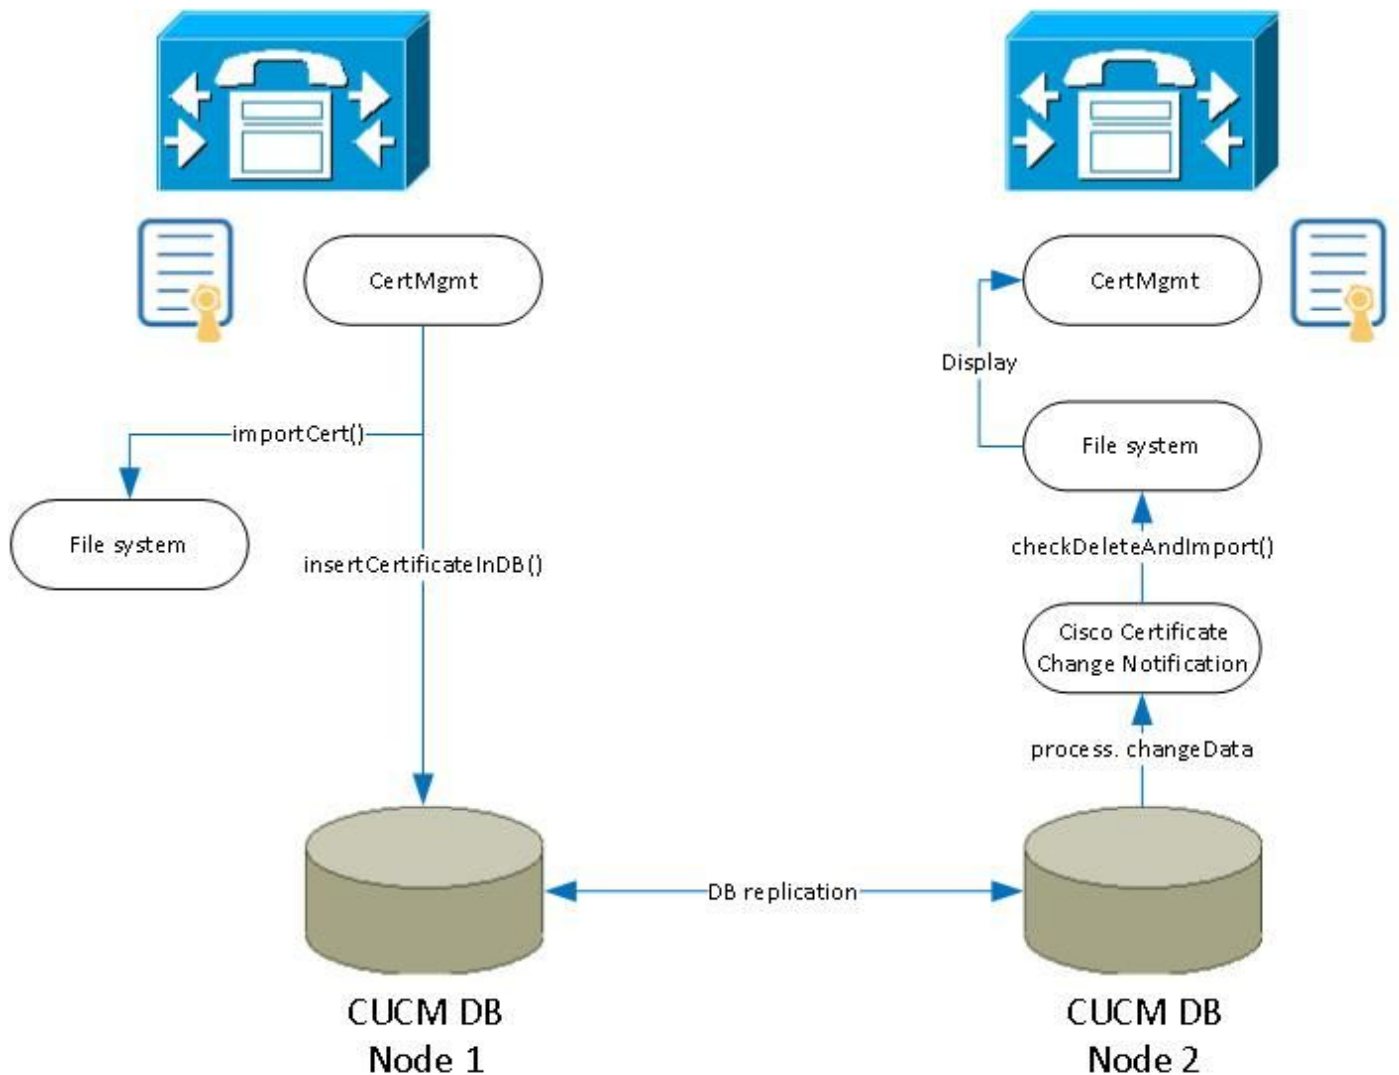 CertMgmt
CertMgmt
Display
importCert()
File system
File system
insertCertificateInDB()
checkDeleteAndImport()
Cisco Certificate
Change Notification
process. changeData
DB replication
CUCM DB
Node 1
CUCM DB
Node 2